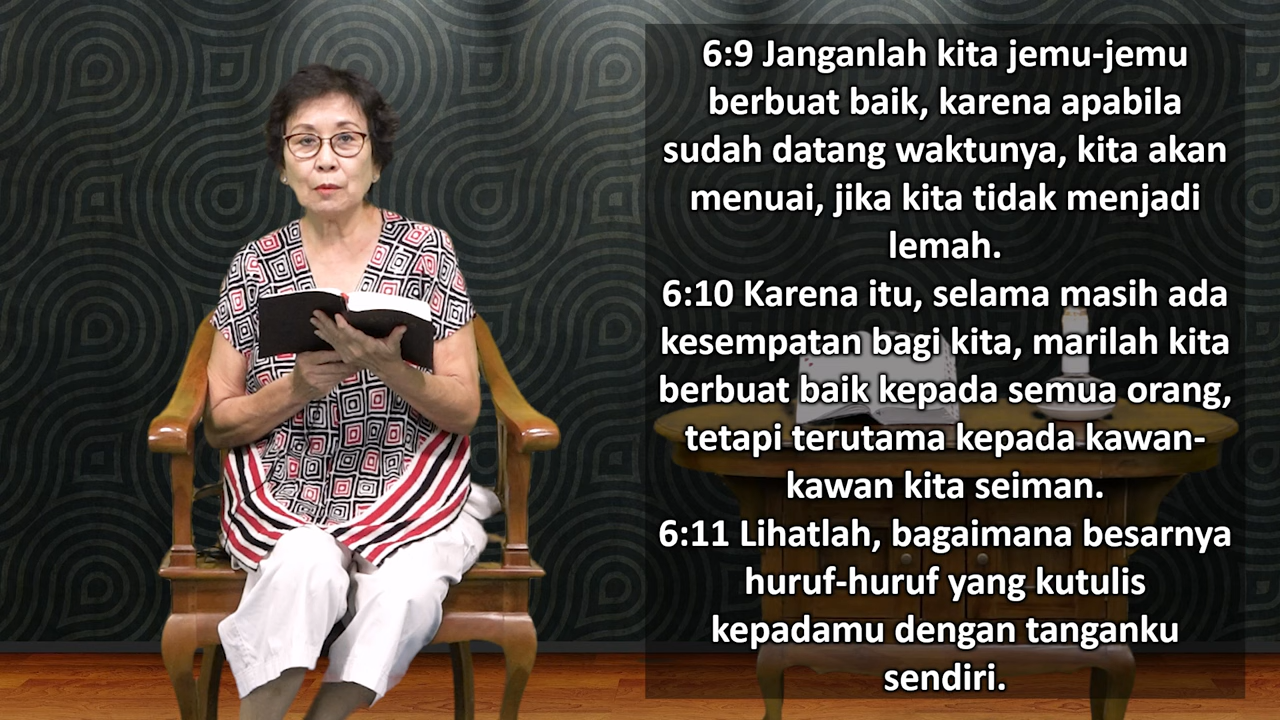 6:9 Janganlah kita jemu-jemu
berbuat baik, karena apabila
sudah datang waktunya, kita akan
menuai, jika kita tidak menjadi
lemah.
6:10 Karena itu, selama masih ada
kesempatan bagi kita, marilah kita
berbuat baik kepada semua orang,
tetapi terutama kepada kawan-
kawan kita seiman.
6:11 Lihatlah, bagaimana besarnya
huruf-huruf yang kutulis
kepadamu dengan tanganku
sendiri.